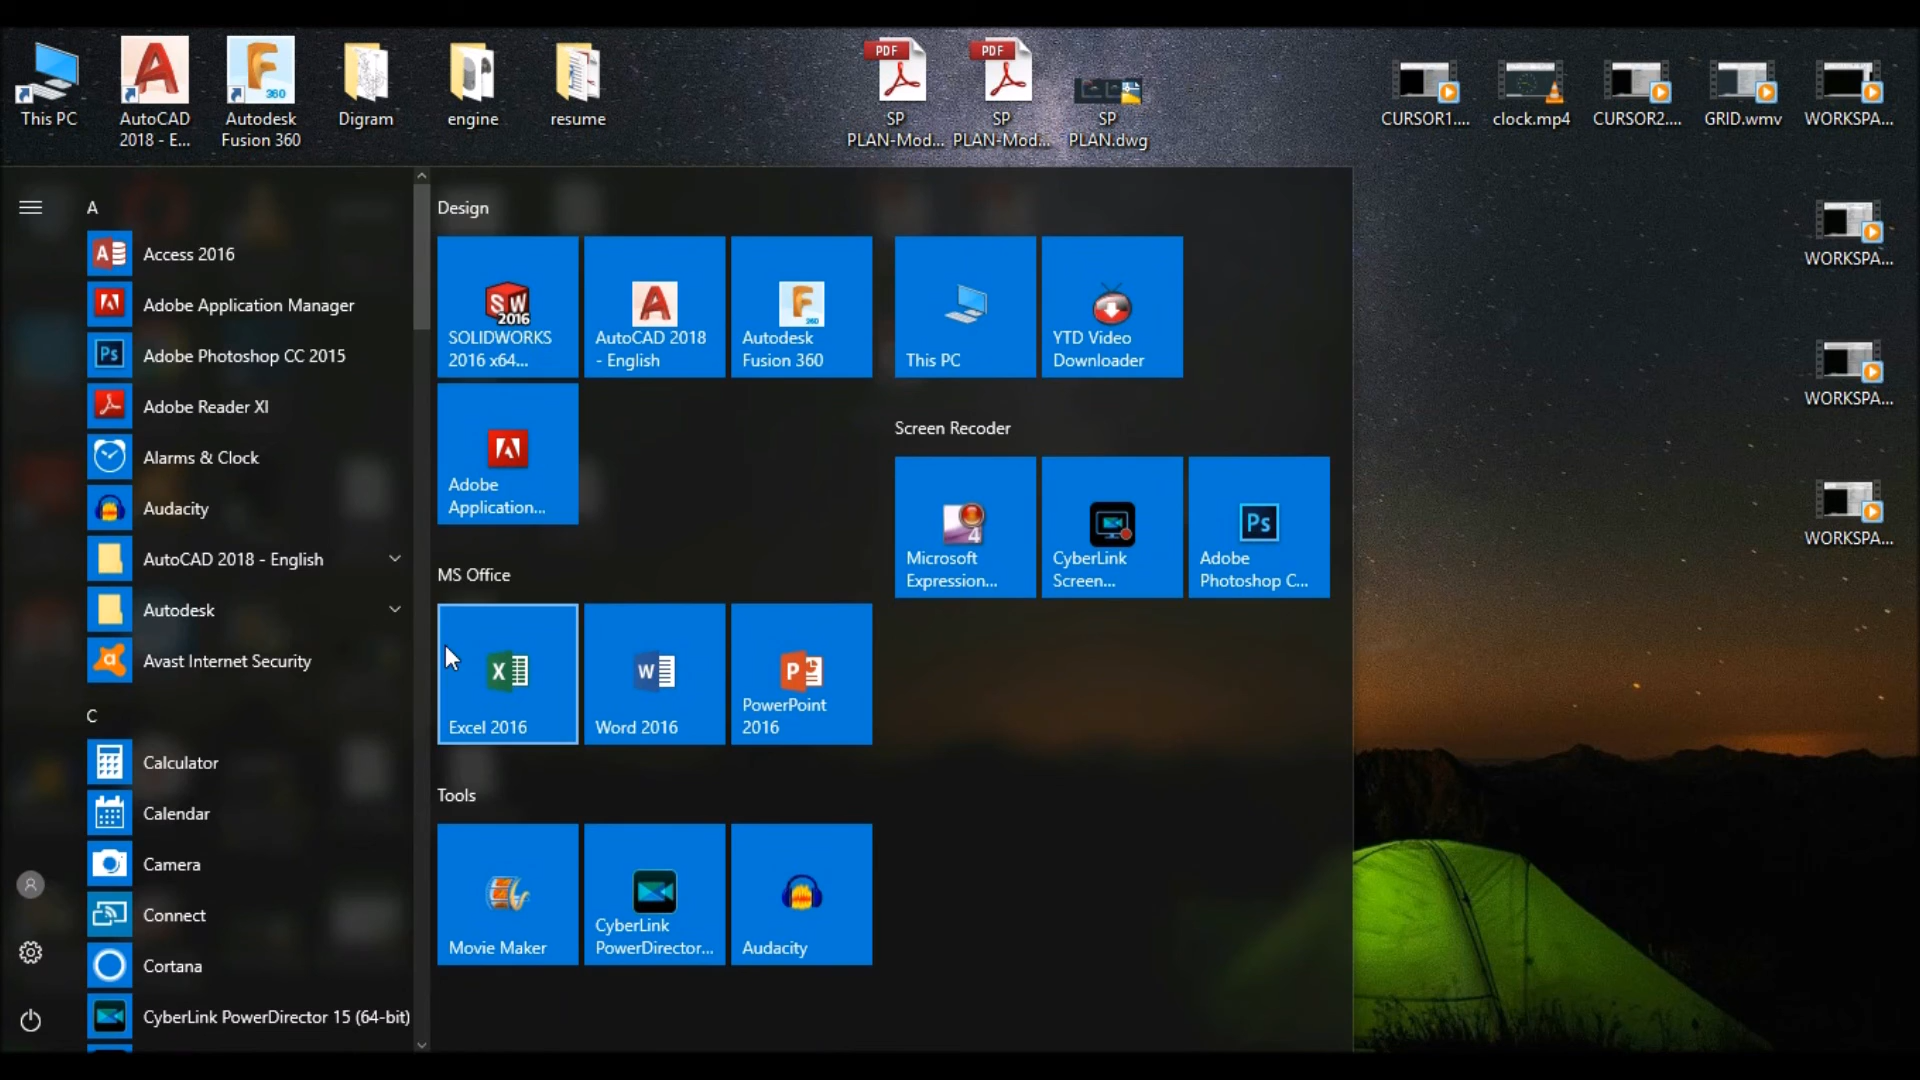 This PC
AutoCAD
2018 - E...
Autodesk
Fusion 360
Digram
engine
resume
SP
PLAN-Mod...
SP
PLAN-Mod...
SP
PLAN.dwg
CURSOR1....
clock.mp4
CURSOR2....
GRID.wmv
WORKSPA...
WORKSPA...
WORKSPA...
WORKSPA...
A
Access 2016
Adobe Application Manager
Adobe Photoshop CC 2015
Adobe Reader XI
Alarms & Clock
Audacity
AutoCAD 2018 - English
Autodesk
Avast Internet Security
C
Calculator
Calendar
Camera
Connect
Cortana
CyberLink PowerDirector 15 (64-bit)
Design
SOLIDWORKS
2016 x64...
AutoCAD 2018
- English
Autodesk
Fusion 360
This PC
YTD Video
Downloader
Adobe
Application...
Screen Recoder
Microsoft
Expression...
CyberLink
Screen...
Adobe
Photoshop C...
MS Office
Excel 2016
Word 2016
PowerPoint
2016
Tools
Movie Maker
CyberLink
PowerDirector...
Audacity